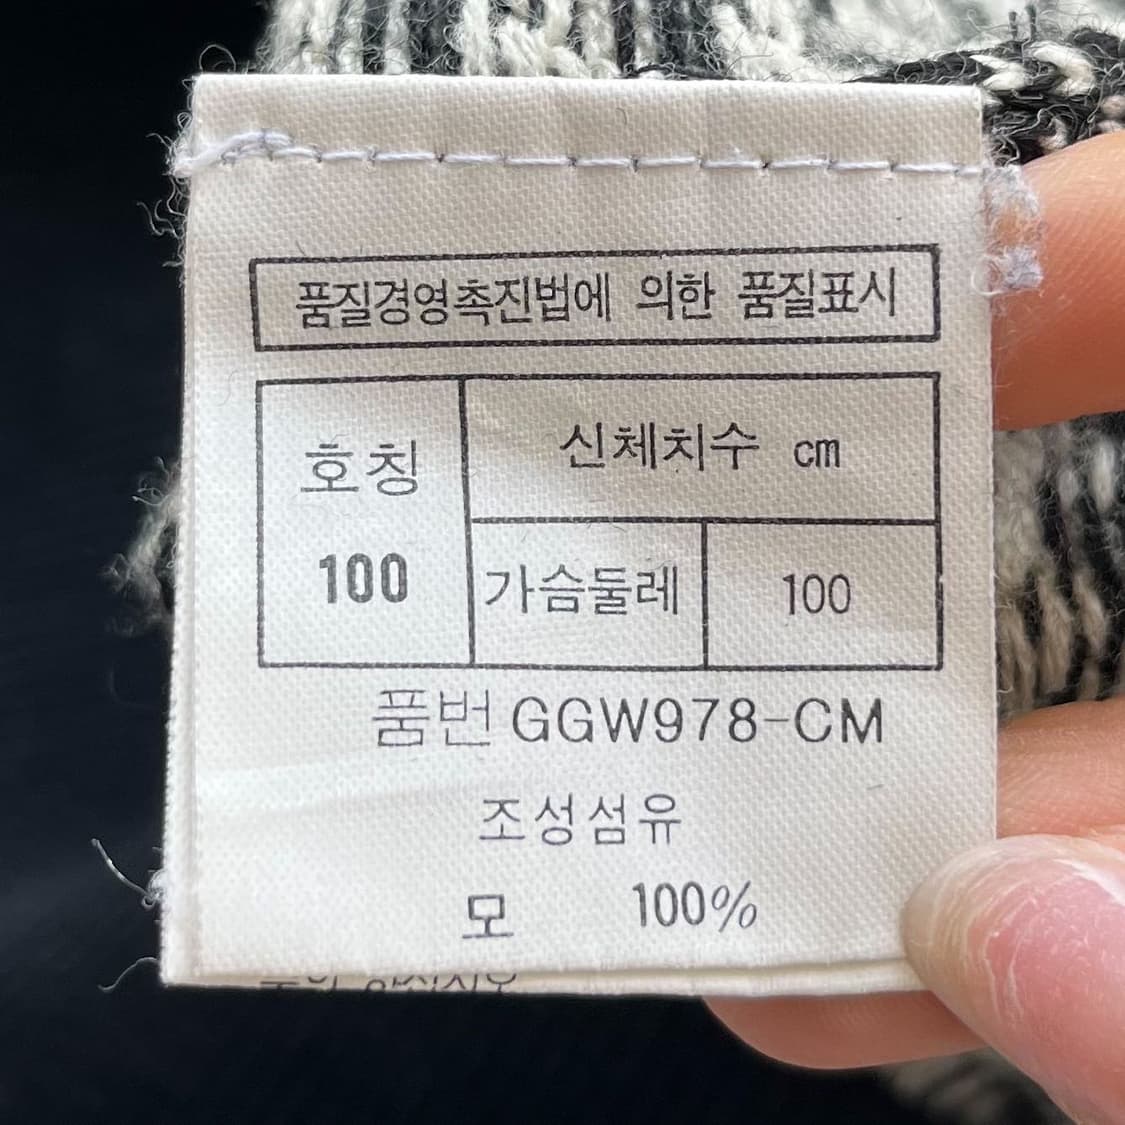 품질경영촉진법에 의한 품질표시
호칭
100
신체치수 cm
가슴둘레 100
품번 GGW978-CM
조성섬유
모 100%